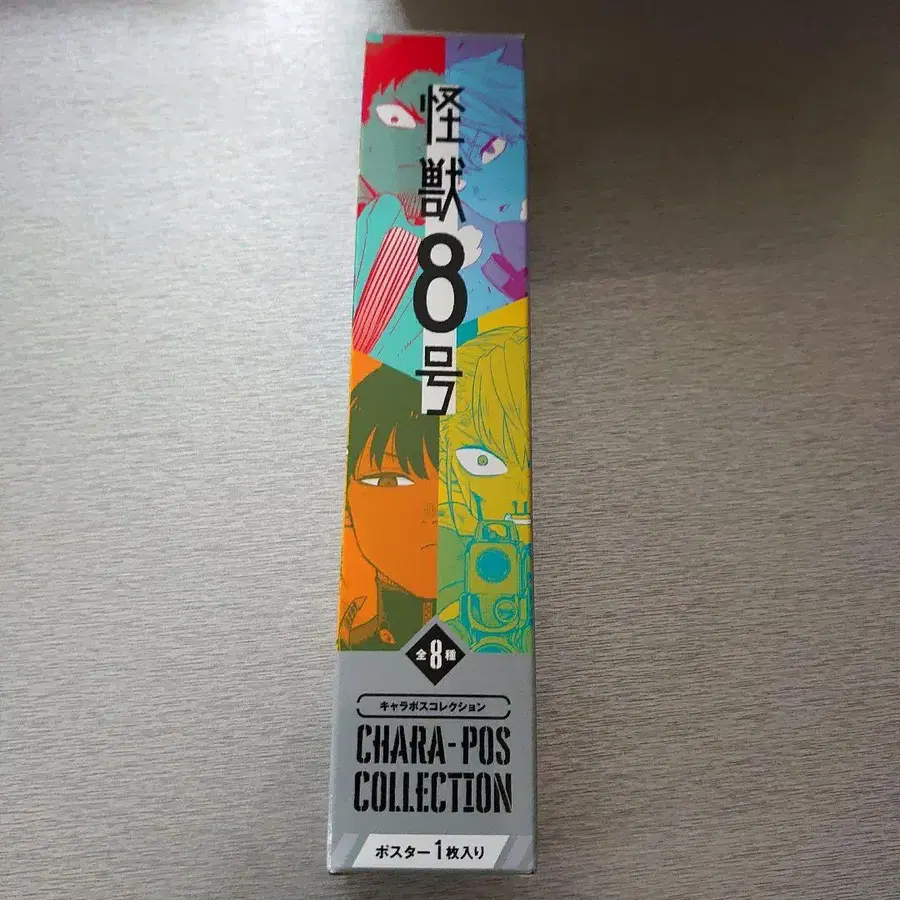 怪獣8号
全8種
キャラポスコレクション
CHARA-POS
COLLECTION
ポスター1枚入り